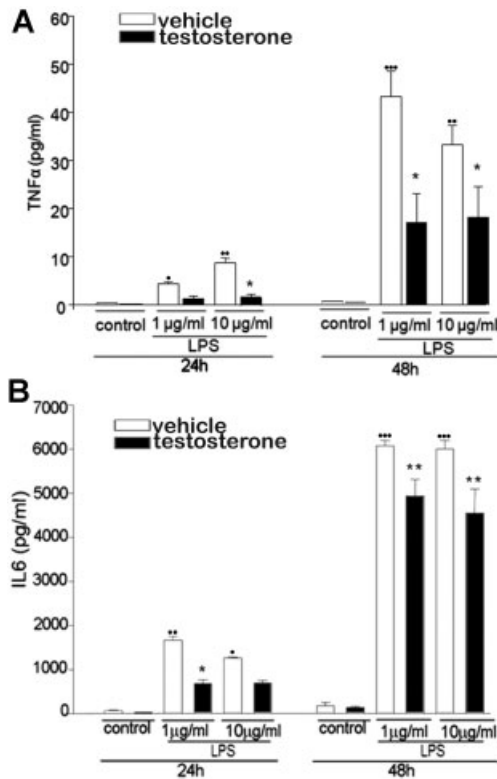 A
vehicle
testosterone
TNFα (pg/ml)
60
50
40
30
20
10
0
•••
••
*
*
•
••
*
control 1 μg/ml 10 μg/ml control 1 μg/ml 10 μg/ml
LPS LPS
24h 48h
B
vehicle
testosterone
IL6 (pg/ml)
7000
6000
5000
4000
3000
2000
1000
0
••• •••
** **
•• •
*
control 1μg/ml 10μg/ml control 1μg/ml 10μg/ml
LPS LPS
24h 48h